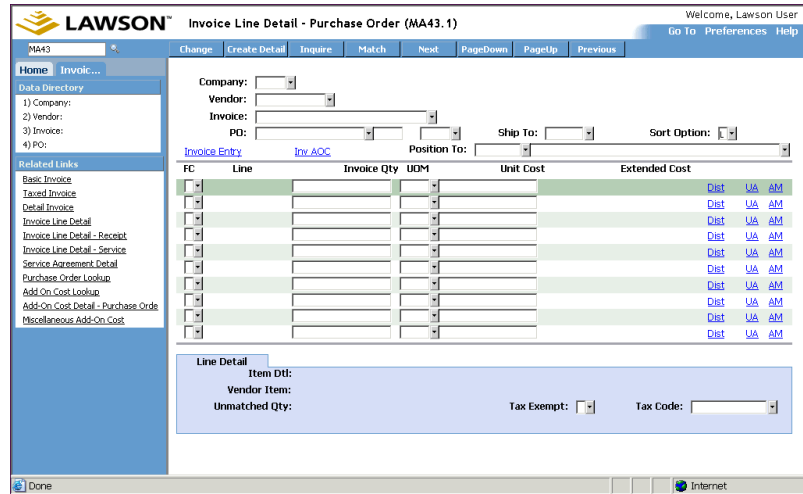 LAWSON™
Invoice Line Detail - Purchase Order (MA43.1)
Welcome, Lawson User
Go To Preferences Help
MA43
Change Create Detail Inquire Match Next PageDown PageUp Previous
Home Invoic...
Data Directory
1) Company:
2) Vendor:
3) Invoice:
4) PO:
Related Links
Basic Invoice
Taxed Invoice
Detail Invoice
Invoice Line Detail
Invoice Line Detail - Receipt
Invoice Line Detail - Service
Service Agreement Detail
Purchase Order Lookup
Add On Cost Lookup
Add-On Cost Detail - Purchase Orde
Miscellaneous Add-On Cost
Company:
Vendor:
Invoice:
PO: Ship To: Sort Option: L
Invoice Entry Inv AOC Position To:
FC Line Invoice Qty UOM Unit Cost Extended Cost
Dist UA AM
Dist UA AM
Dist UA AM
Dist UA AM
Dist UA AM
Dist UA AM
Dist UA AM
Dist UA AM
Dist UA AM
Dist UA AM
Line Detail
Item Dtl:
Vendor Item:
Unmatched Qty: Tax Exempt: Tax Code:
Done Internet